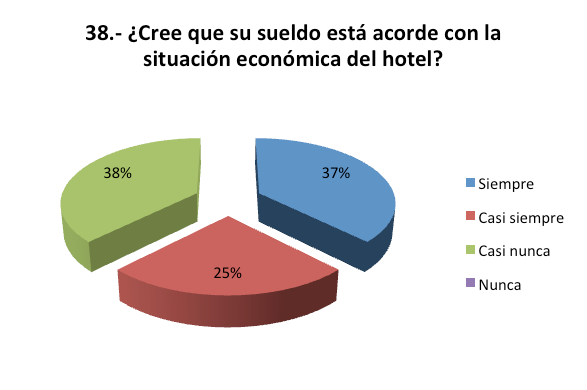 38.- ¿Cree que su sueldo está acorde con la
situación económica del hotel?
38%
37%
25%
Siempre
Casi siempre
Casi nunca
Nunca